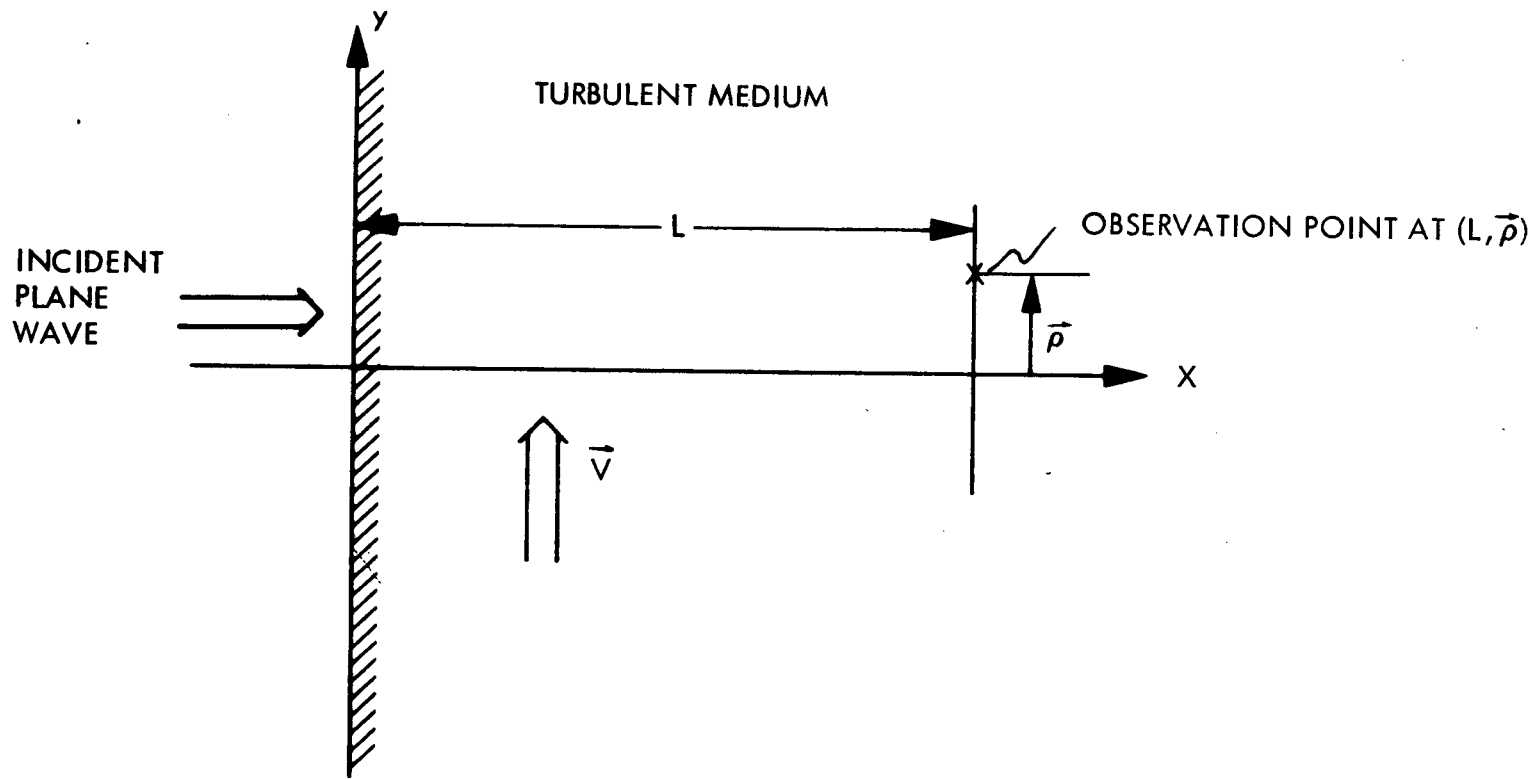 y
TURBULENT MEDIUM
L
OBSERVATION POINT AT (L, ρ⃗)
INCIDENT
PLANE
WAVE
ρ⃗
X
V⃗